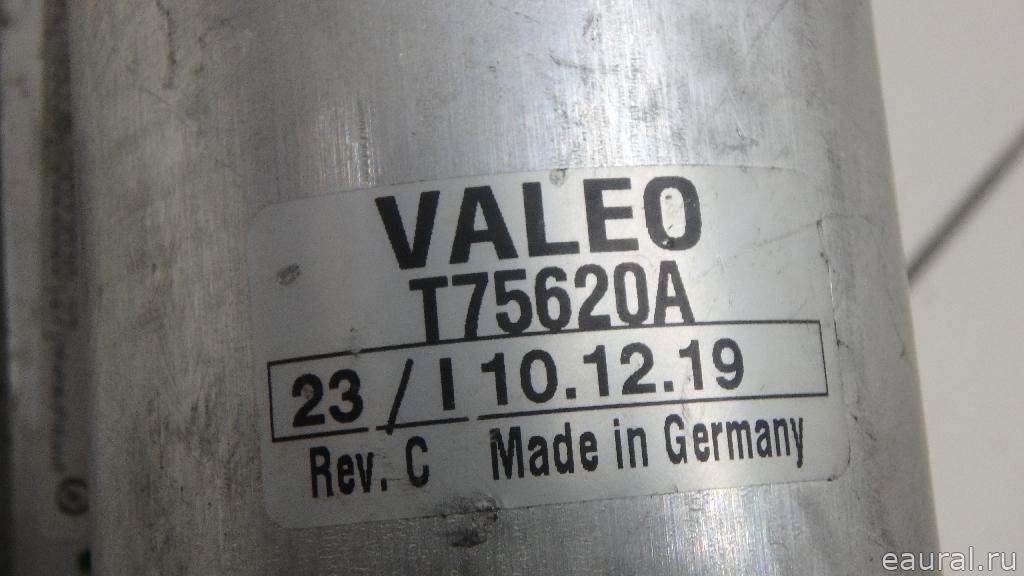 VALEO
T75620A
23 / I 10.12.19
Rev. C Made in Germany
eaural.ru